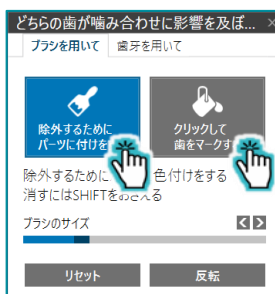 どちらの歯が噛み合わせに影響を及ぼ...
ブラシを用いて 歯牙を用いて
除外するために
パーツに付けを
クリックして
歯をマークす
除外するために 色付けをする
消すにはSHIFTをおさえる
ブラシのサイズ
リセット 反転